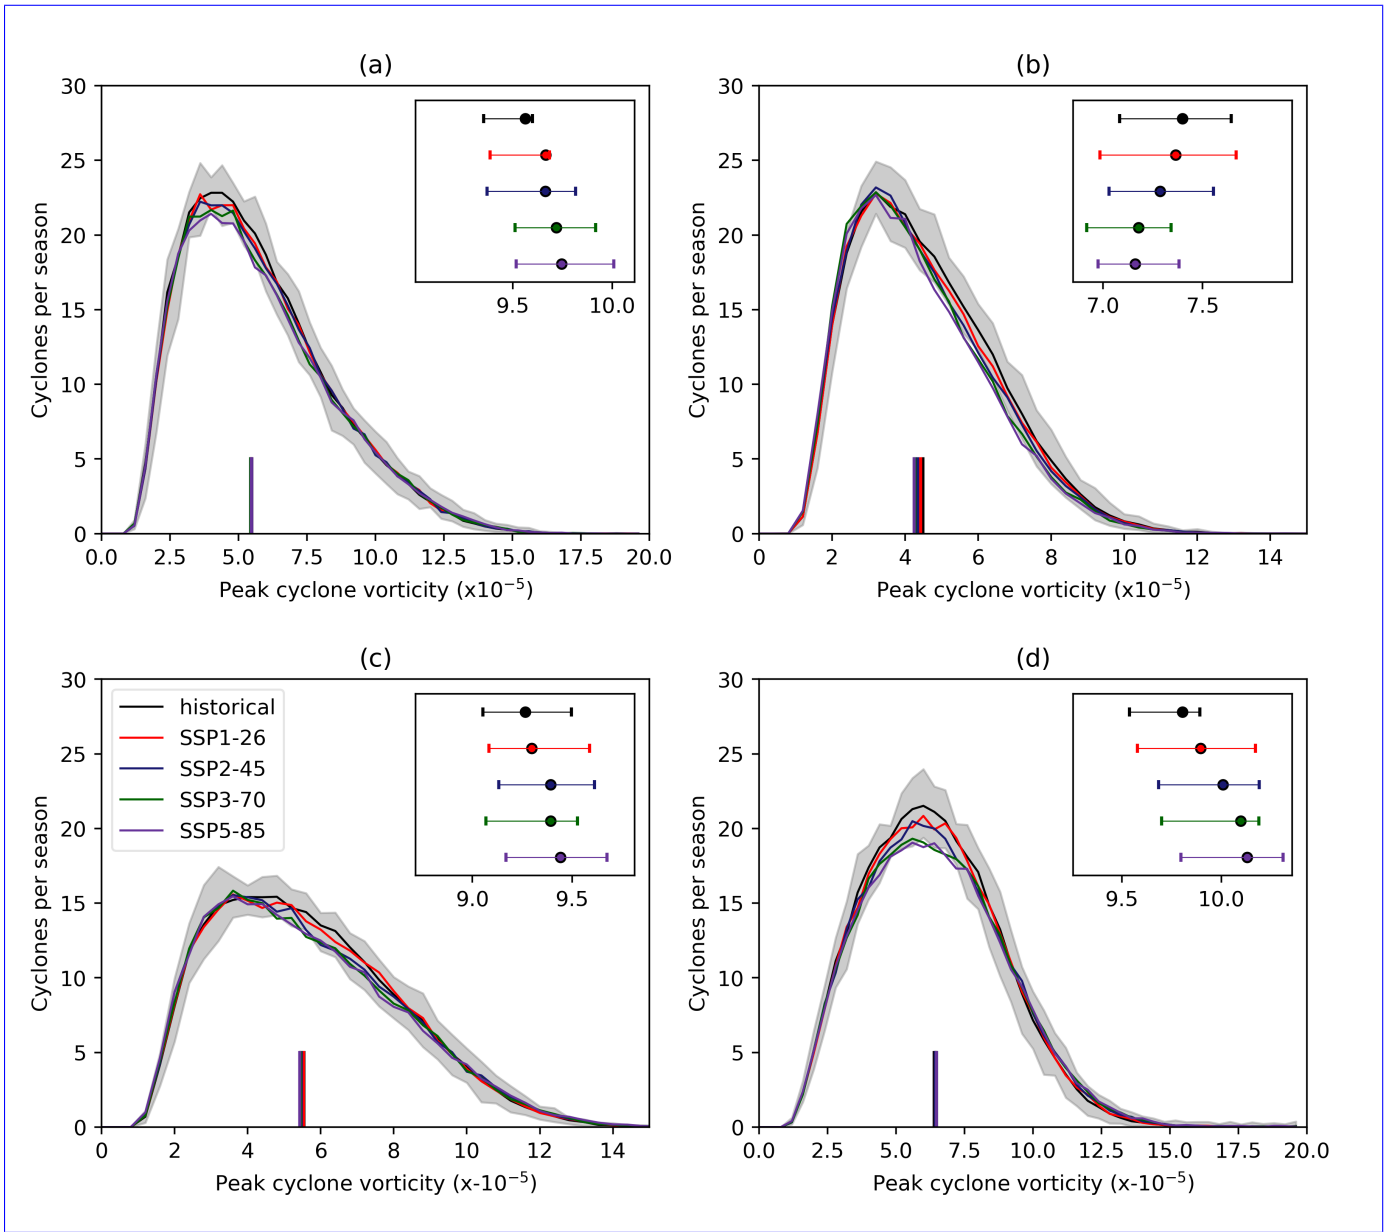 (a)
30
25
20
15
10
5
0
Cyclones per season
9.5 10.0
0.0 2.5 5.0 7.5 10.0 12.5 15.0 17.5 20.0
Peak cyclone vorticity (x10⁻⁵)
(b)
30
25
20
15
10
5
0
Cyclones per season
7.0 7.5
0 2 4 6 8 10 12 14
Peak cyclone vorticity (x10⁻⁵)
(c)
30
25
20
15
10
5
0
Cyclones per season
historical
SSP1-26
SSP2-45
SSP3-70
SSP5-85
9.0 9.5
0 2 4 6 8 10 12 14
Peak cyclone vorticity (x-10⁻⁵)
(d)
30
25
20
15
10
5
0
Cyclones per season
9.5 10.0
0.0 2.5 5.0 7.5 10.0 12.5 15.0 17.5 20.0
Peak cyclone vorticity (x-10⁻⁵)